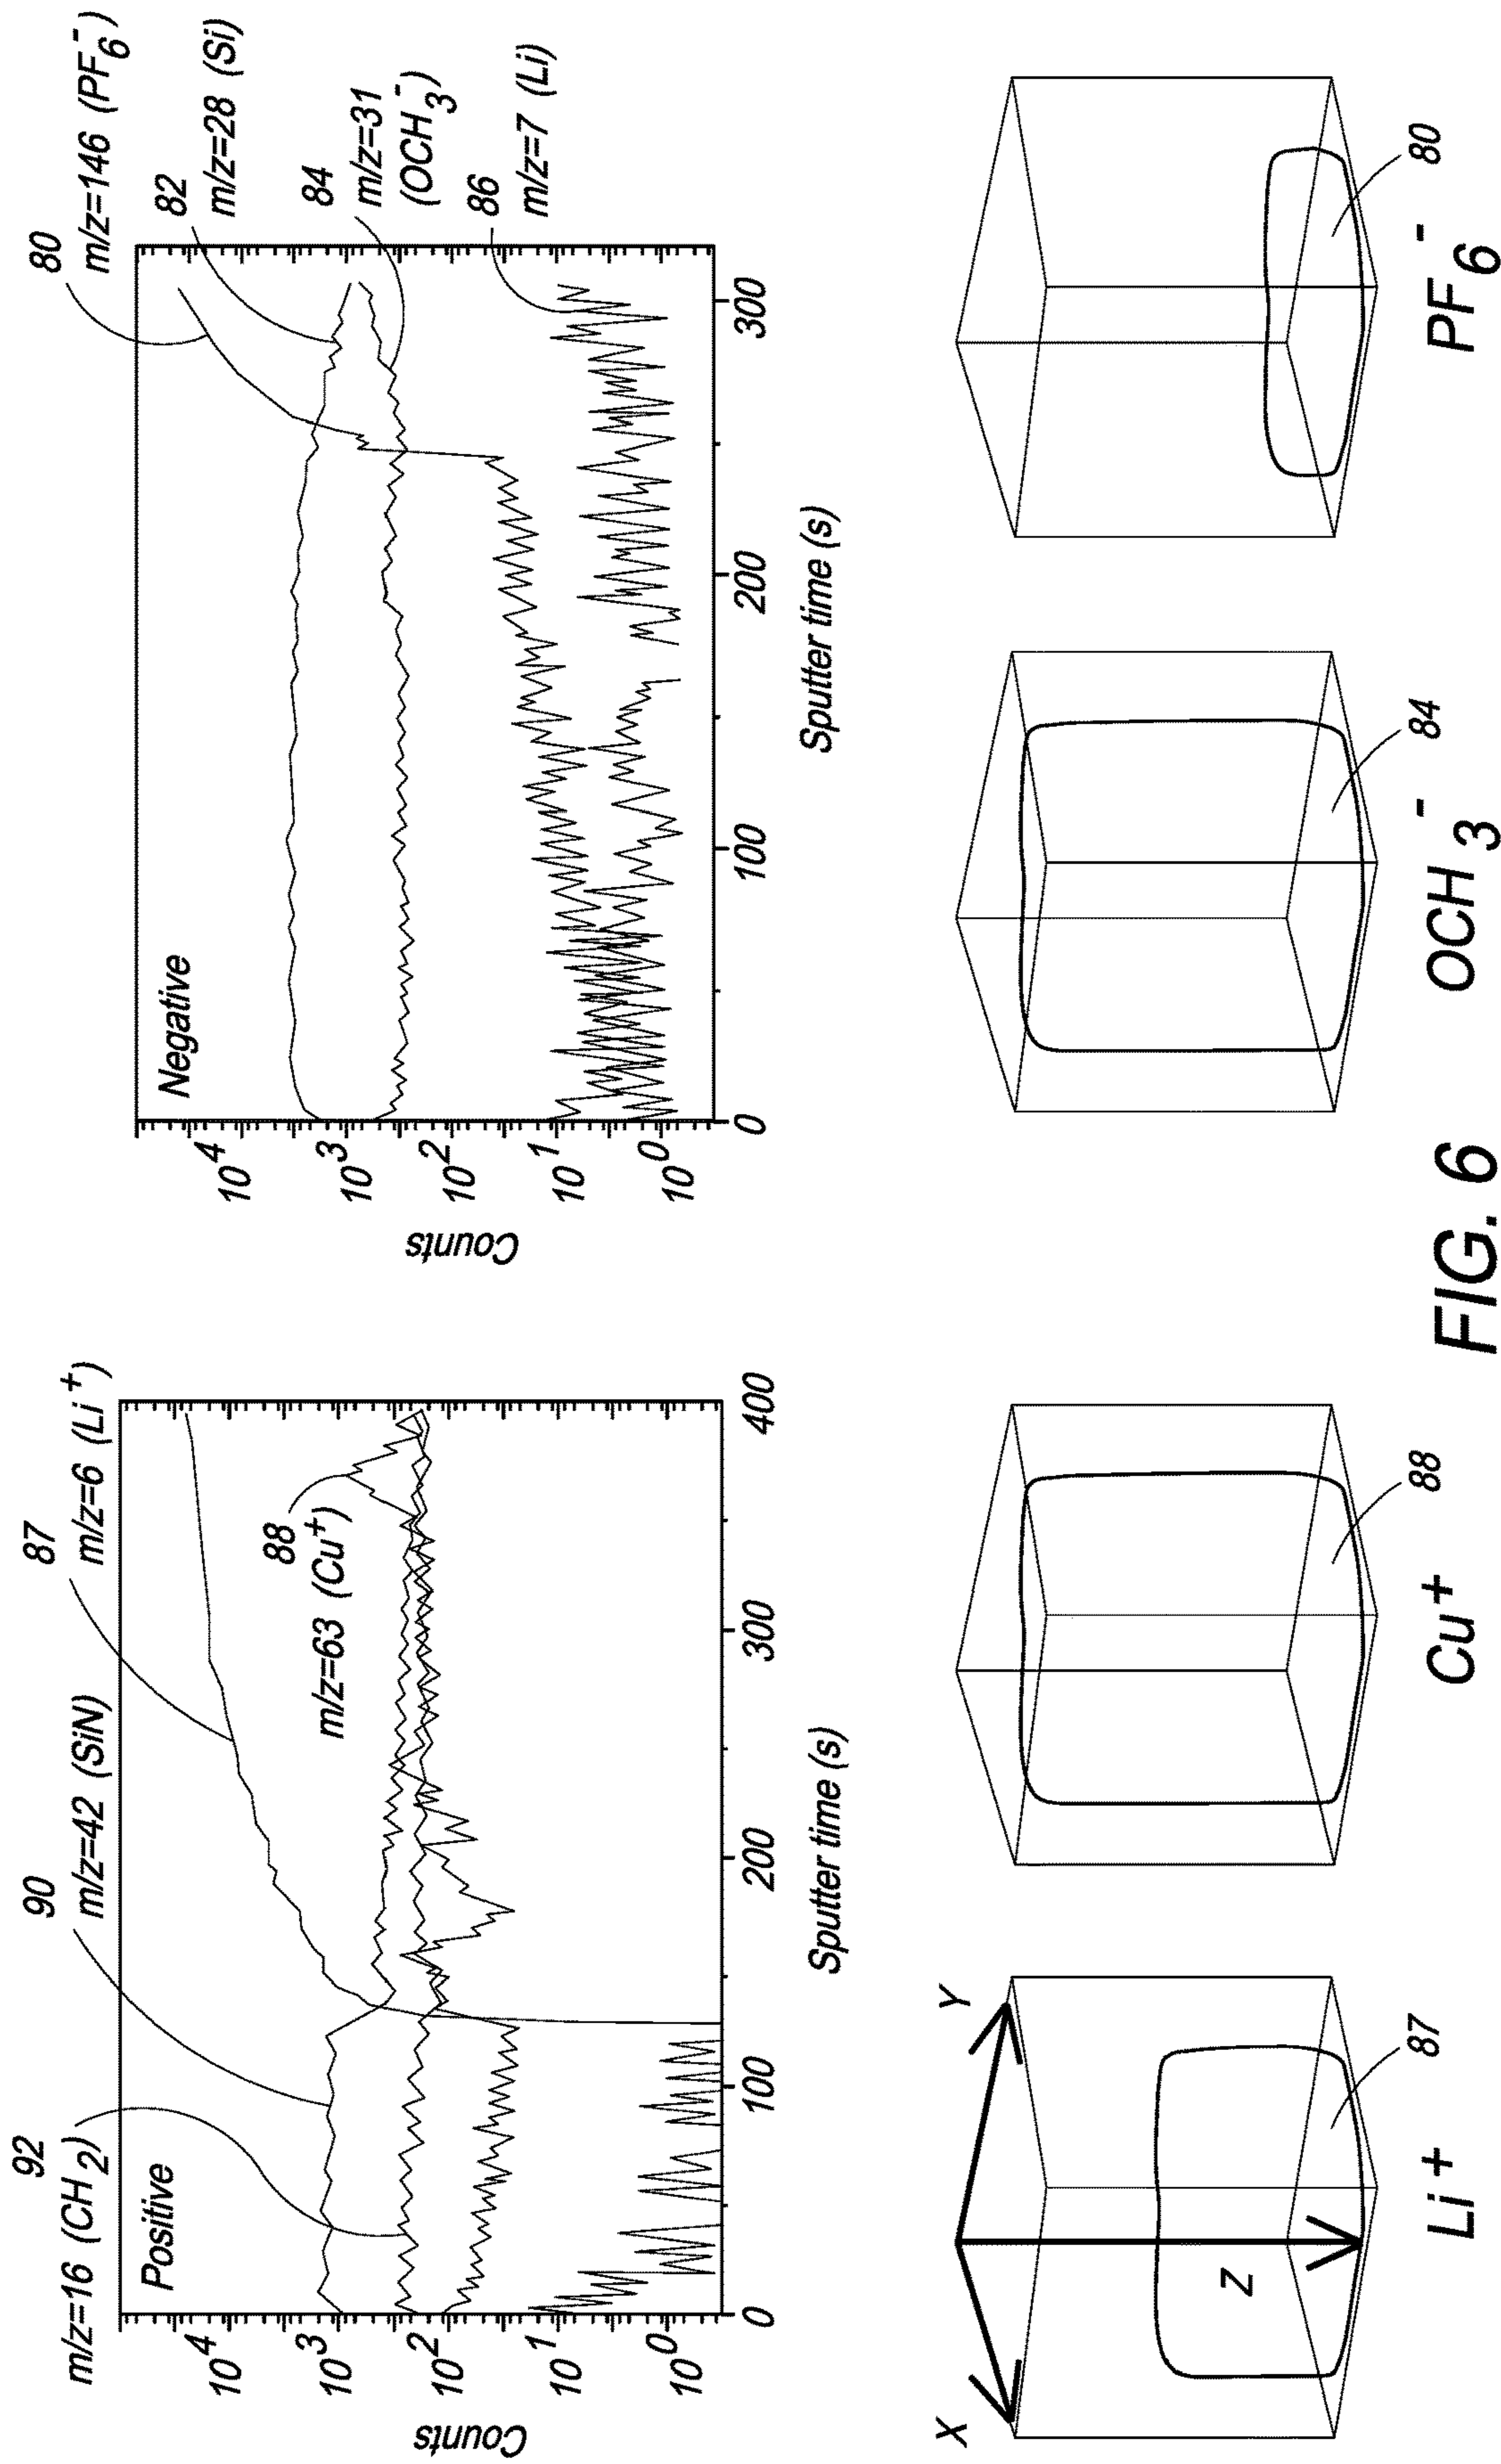 92
m/z=16 (CH2)
90
m/z=42 (SiN)
87
m/z=6 (Li+)
Positive
88
m/z=63 (Cu+)
Counts
10^4
10^3
10^2
10^1
10^0
0
100
200
300
400
Sputter time (s)
80
m/z=146 (PF6-)
82
m/z=28 (Si)
84
m/z=31
(OCH3-)
86
m/z=7 (Li)
Negative
Counts
10^4
10^3
10^2
10^1
10^0
0
100
200
300
Sputter time (s)
X
Y
Z
87
Li+
88
Cu+
84
OCH3-
80
PF6-
FIG. 6